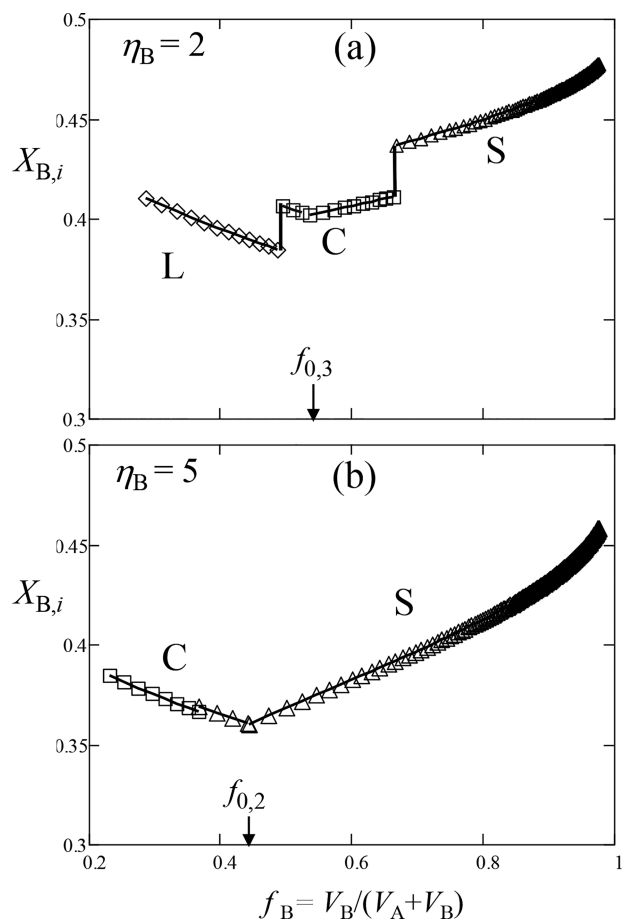 0.5
η_B = 2
(a)
0.45
S
X_B,i
0.4
C
L
0.35
f_0,3
0.3
0.5
η_B = 5
(b)
0.45
S
X_B,i
0.4
C
0.35
f_0,2
0.3
0.2 0.4 0.6 0.8 1
f_B = V_B/(V_A+V_B)